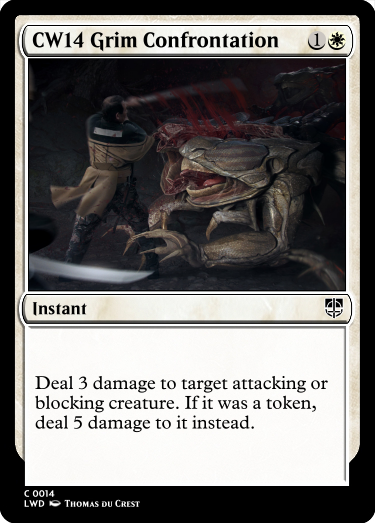 CW14 Grim Confrontation 1
Instant
Deal 3 damage to target attacking or
blocking creature. If it was a token,
deal 5 damage to it instead.
C 0014
LWD Thomas du Crest